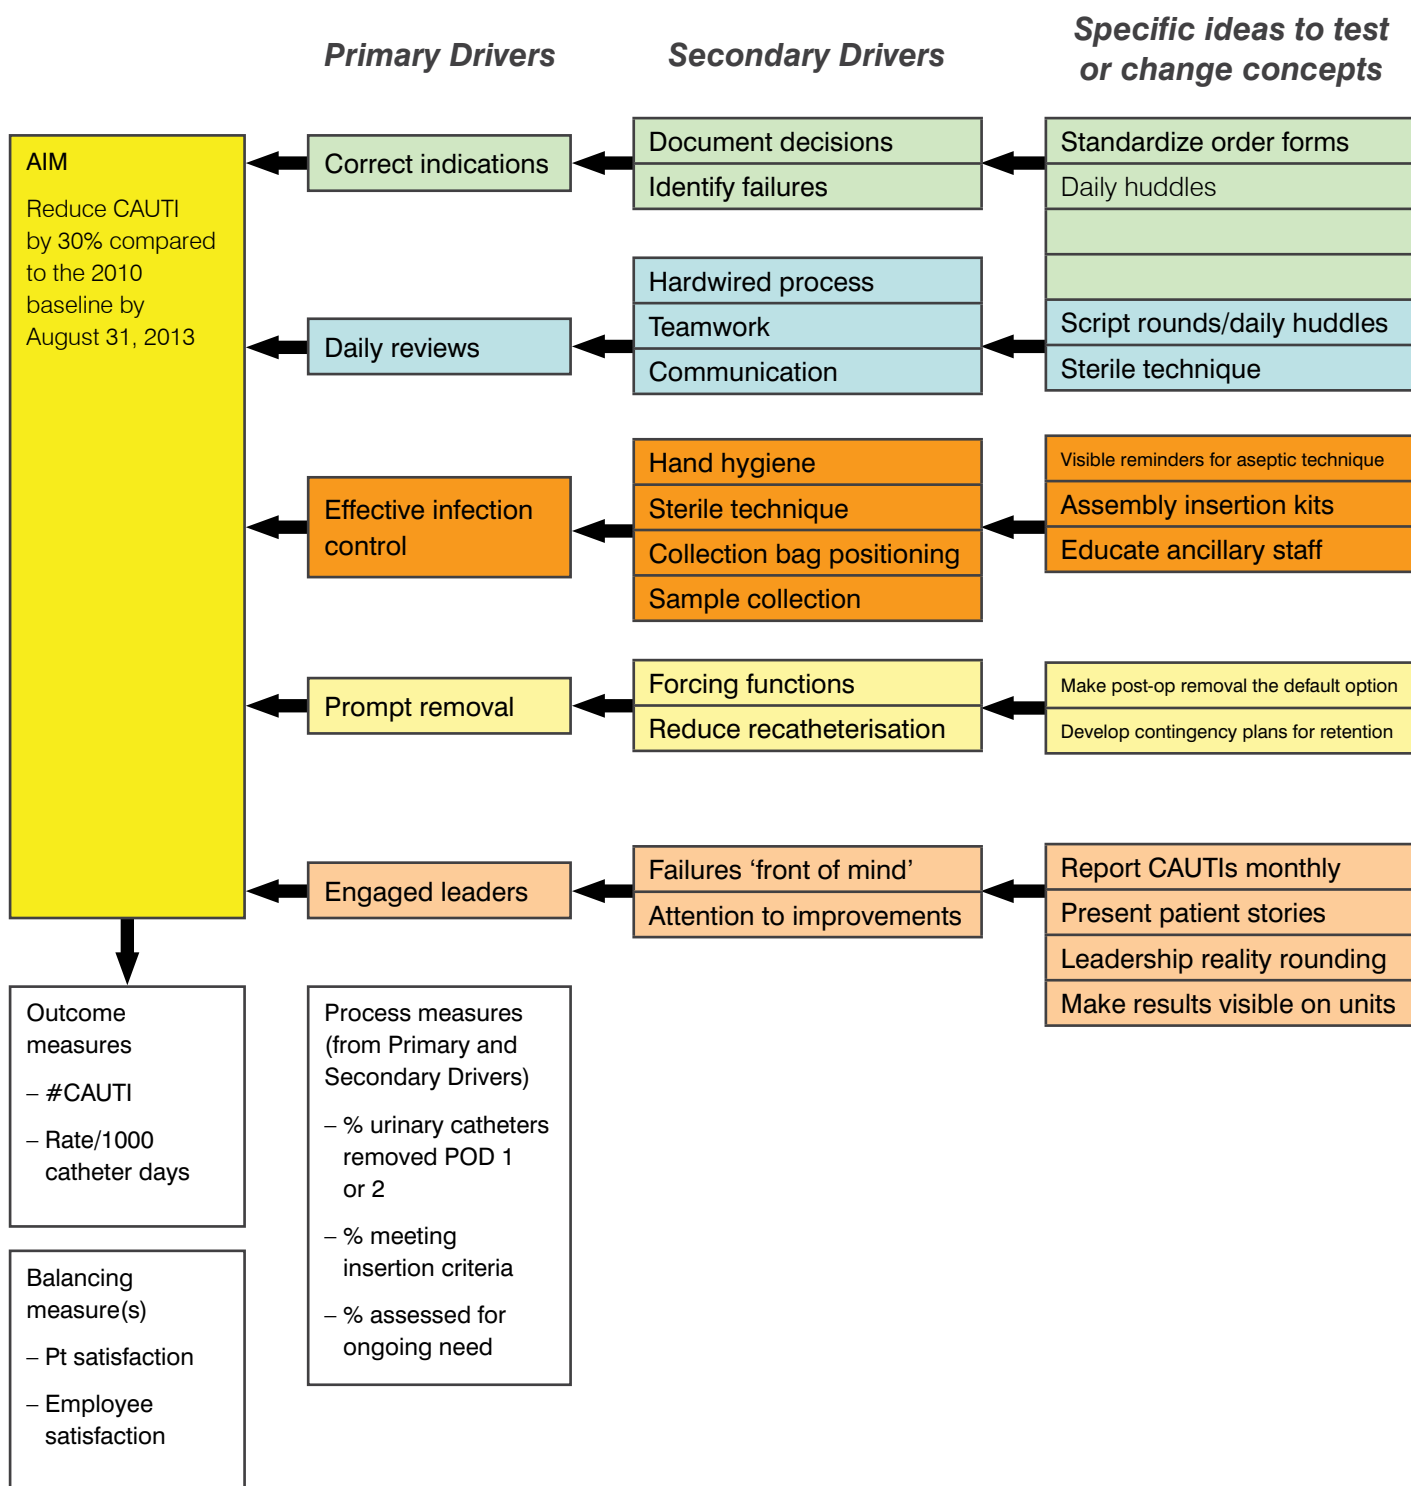 Primary Drivers
Secondary Drivers
Specific ideas to test
or change concepts
AIM
Reduce CAUTI
by 30% compared
to the 2010
baseline by
August 31, 2013
Correct indications
Document decisions
Identify failures
Standardize order forms
Daily huddles
Daily reviews
Hardwired process
Teamwork
Communication
Script rounds/daily huddles
Sterile technique
Effective infection
control
Hand hygiene
Sterile technique
Collection bag positioning
Sample collection
Visible reminders for aseptic technique
Assembly insertion kits
Educate ancillary staff
Prompt removal
Forcing functions
Reduce recatheterisation
Make post-op removal the default option
Develop contingency plans for retention
Engaged leaders
Failures ‘front of mind’
Attention to improvements
Report CAUTIs monthly
Present patient stories
Leadership reality rounding
Make results visible on units
Outcome
measures
– #CAUTI
– Rate/1000
catheter days
Process measures
(from Primary and
Secondary Drivers)
– % urinary catheters
removed POD 1
or 2
– % meeting
insertion criteria
– % assessed for
ongoing need
Balancing
measure(s)
– Pt satisfaction
– Employee
satisfaction